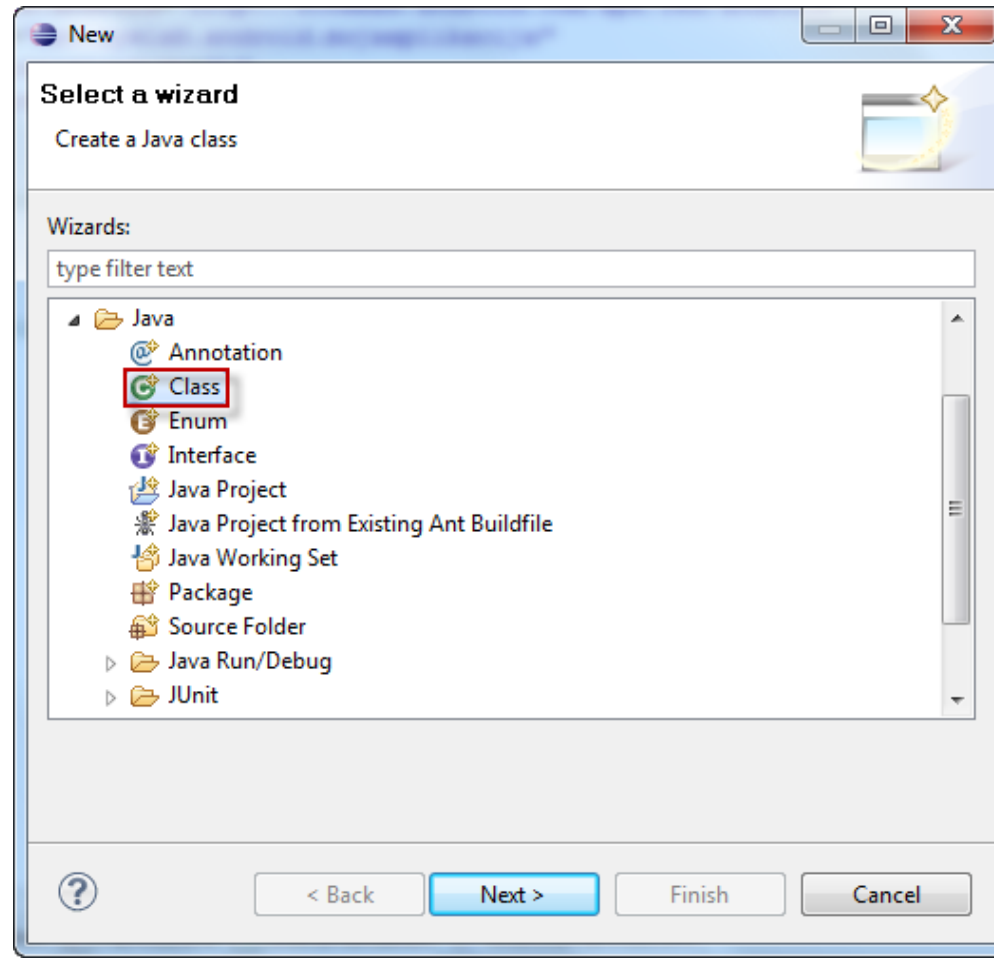 New
Select a wizard
Create a Java class
Wizards:
type filter text
Java
Annotation
Class
Enum
Interface
Java Project
Java Project from Existing Ant Buildfile
Java Working Set
Package
Source Folder
Java Run/Debug
JUnit
< Back
Next >
Finish
Cancel